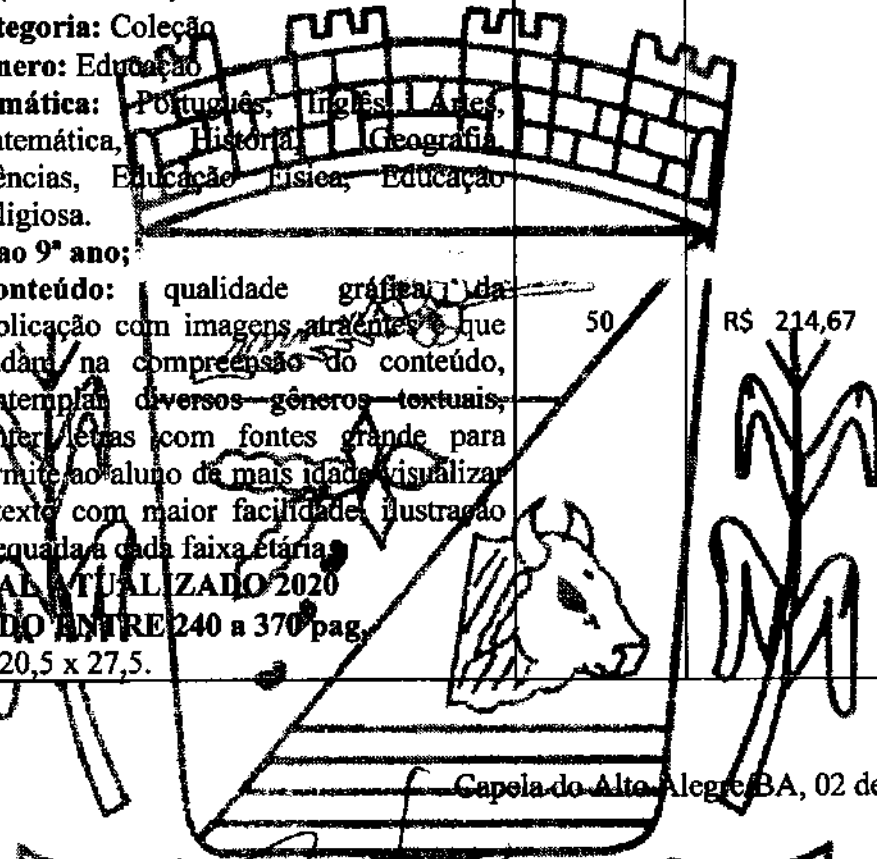 tegoria: Coleção
nero: Educação
mática: Português, Inglês, Artes,
temática, História, Geografia,
ências, Educação Física, Educação
ligiosa.
ao 9ª ano;
onteúdo: qualidade gráfica da
blicação com imagens atraentes e que
udam na compreensão do conteúdo,
ntemplar diversos gêneros textuais,
nter letras com fontes grande para
rmite ao aluno de mais idade visualizar
texto com maior facilidade, ilustração
equada a cada faixa etária,
AL ATUALIZADO 2020
DO ENTRE 240 a 370 pag,
20,5 x 27,5.
50 R$ 214,67
Capela do Alto Alegre/BA, 02 de